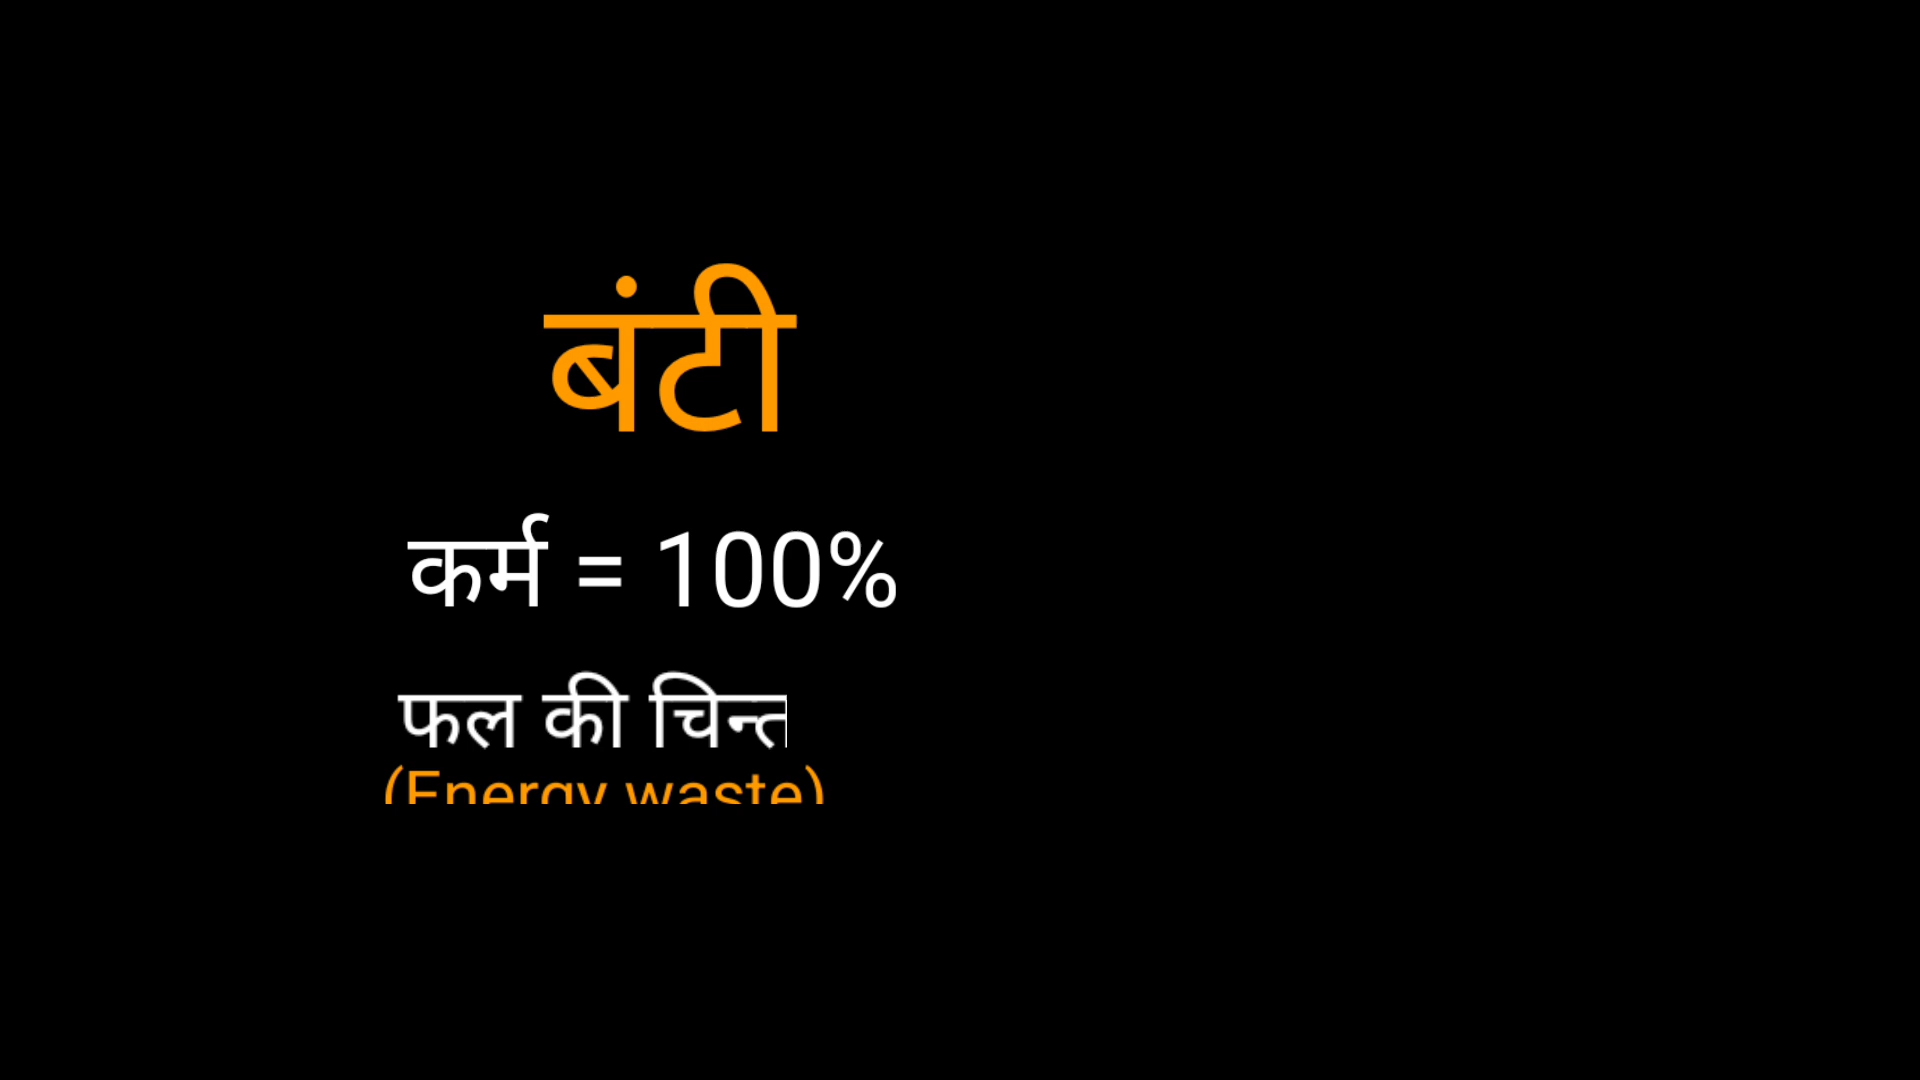 बंटी
कर्म = 100%
फल की
(Energy waste)